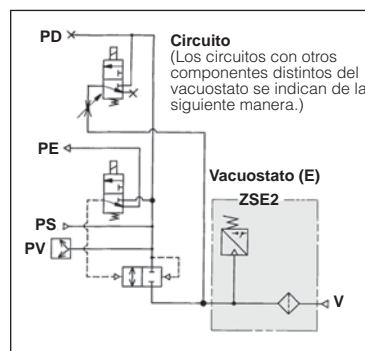 PD
Circuito
(Los circuitos con otros
componentes distintos del
vacuostato se indican de la
siguiente manera.)
PE
Vacuostato (E)
ZSE2
PS
PV
V